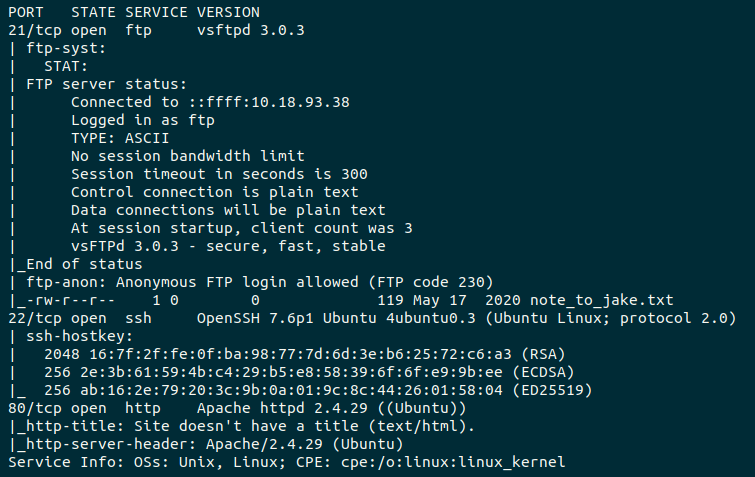 PORT   STATE SERVICE VERSION
21/tcp open  ftp     vsftpd 3.0.3
| ftp-syst:
|   STAT:
| FTP server status:
|      Connected to ::ffff:10.18.93.38
|      Logged in as ftp
|      TYPE: ASCII
|      No session bandwidth limit
|      Session timeout in seconds is 300
|      Control connection is plain text
|      Data connections will be plain text
|      At session startup, client count was 3
|      vsFTPd 3.0.3 - secure, fast, stable
|_End of status
| ftp-anon: Anonymous FTP login allowed (FTP code 230)
|_-rw-r--r--    1 0        0             119 May 17  2020 note_to_jake.txt
22/tcp open  ssh     OpenSSH 7.6p1 Ubuntu 4ubuntu0.3 (Ubuntu Linux; protocol 2.0)
| ssh-hostkey:
|   2048 16:7f:2f:fe:0f:ba:98:77:7d:6d:3e:b6:25:72:c6:a3 (RSA)
|   256 2e:3b:61:59:4b:c4:29:b5:e8:58:39:6f:6f:e9:9b:ee (ECDSA)
|_  256 ab:16:2e:79:20:3c:9b:0a:01:9c:8c:44:26:01:58:04 (ED25519)
80/tcp open  http    Apache httpd 2.4.29 ((Ubuntu))
|_http-title: Site doesn't have a title (text/html).
|_http-server-header: Apache/2.4.29 (Ubuntu)
Service Info: OSs: Unix, Linux; CPE: cpe:/o:linux:linux_kernel